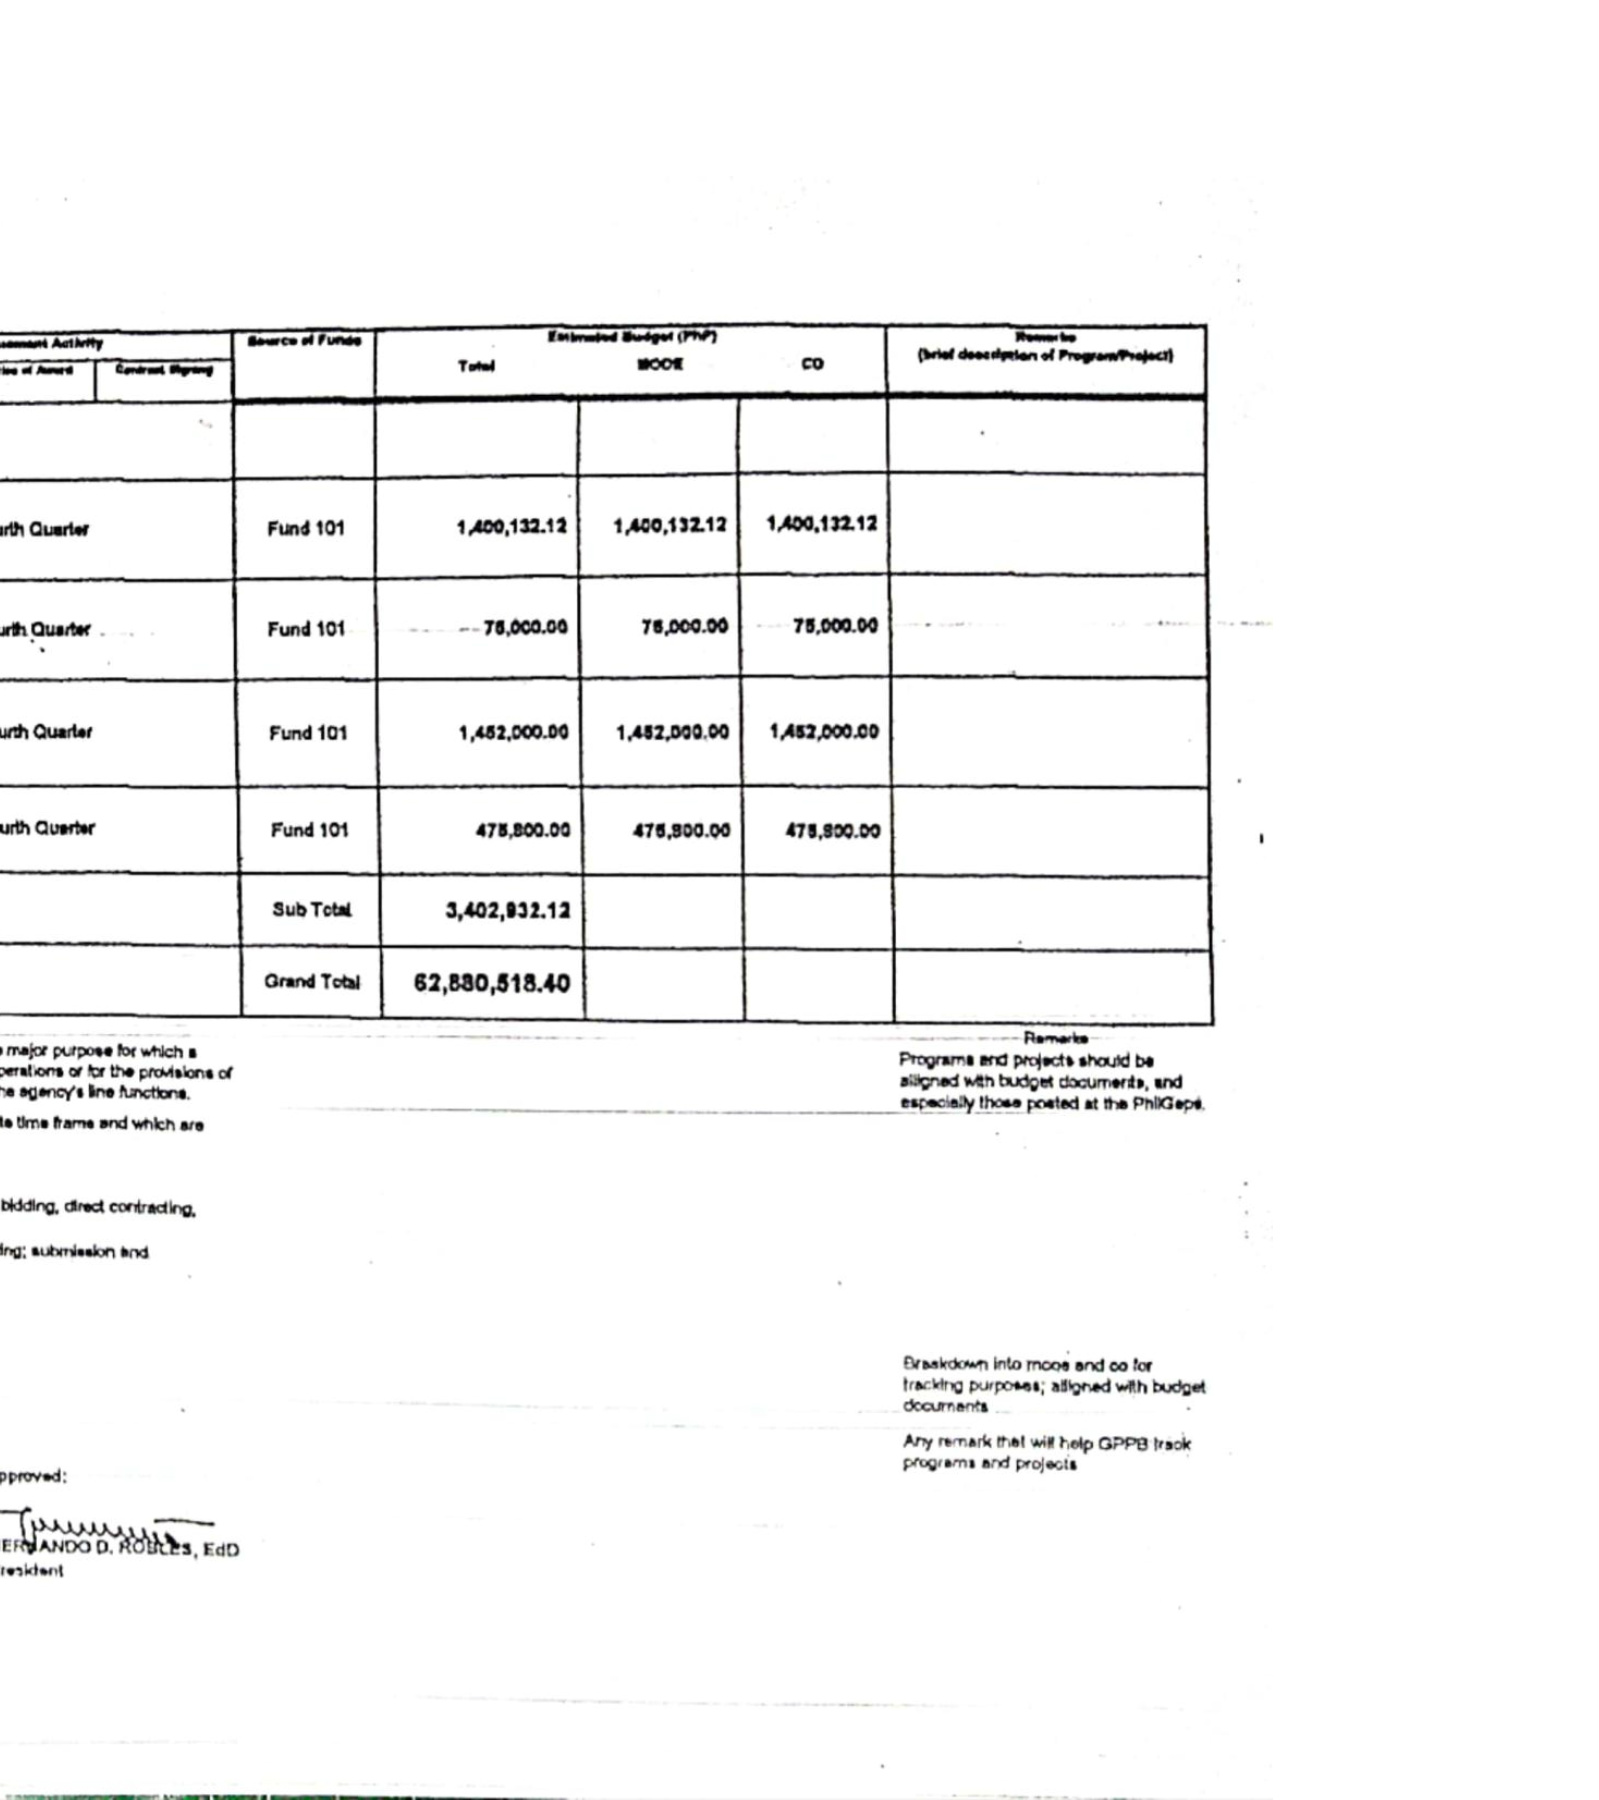 ement Activity Source of Funds Estimated Budget (PhP) Remarks
ice of Award Contract Signing Total MOOE CO (brief description of Program/Project)
urth Quarter Fund 101 1,400,132.12 1,400,132.12 1,400,132.12
urth Quarter Fund 101 75,000.00 75,000.00 75,000.00
urth Quarter Fund 101 1,452,000.00 1,452,000.00 1,452,000.00
urth Quarter Fund 101 475,800.00 475,800.00 475,800.00
Sub Total 3,402,932.12
Grand Total 62,880,518.40
major purpose for which a
perations or for the provisions of
he agency's line functions.
te time frame and which are
bidding, direct contracting,
ing; submission and
Remarks
Programs and projects should be
alligned with budget documents, and
especially those posted at the PhilGeps.
Breakdown into mooe and co for
tracking purposes; alligned with budget
documents
Any remark that will help GPPB track
programs and projects
pproved:
ERNANDO D. ROBLES, EdD
resident